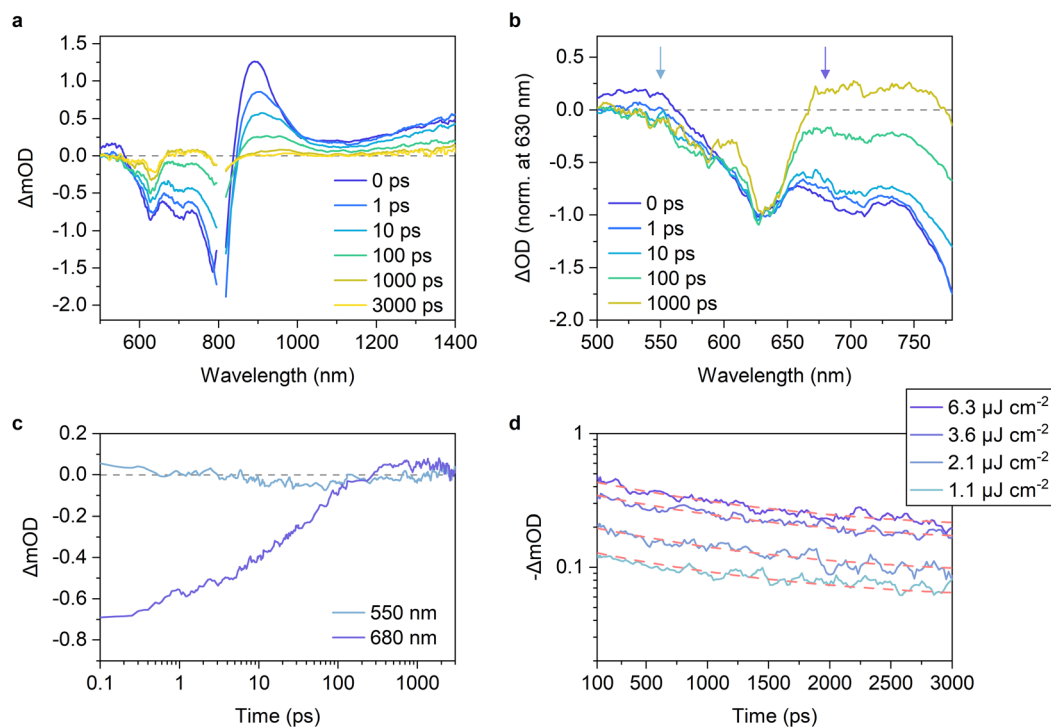 a
ΔmOD
1.5
1.0
0.5
0.0
-0.5
-1.0
-1.5
-2.0
0 ps
1 ps
10 ps
100 ps
1000 ps
3000 ps
600 800 1000 1200 1400
Wavelength (nm)
b
ΔOD (norm. at 630 nm)
0.5
0.0
-0.5
-1.0
-1.5
-2.0
0 ps
1 ps
10 ps
100 ps
1000 ps
500 550 600 650 700 750
Wavelength (nm)
c
ΔmOD
0.2
0.0
-0.2
-0.4
-0.6
-0.8
550 nm
680 nm
0.1 1 10 100 1000
Time (ps)
d
-ΔmOD
1
0.1
6.3 µJ cm-2
3.6 µJ cm-2
2.1 µJ cm-2
1.1 µJ cm-2
100 500 1000 1500 2000 2500 3000
Time (ps)